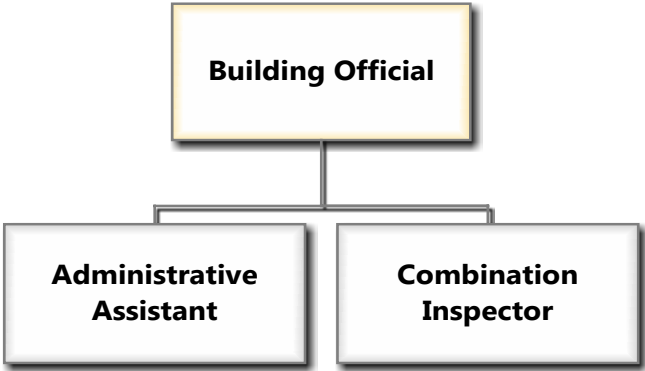 Building Official
Administrative
Assistant
Combination
Inspector